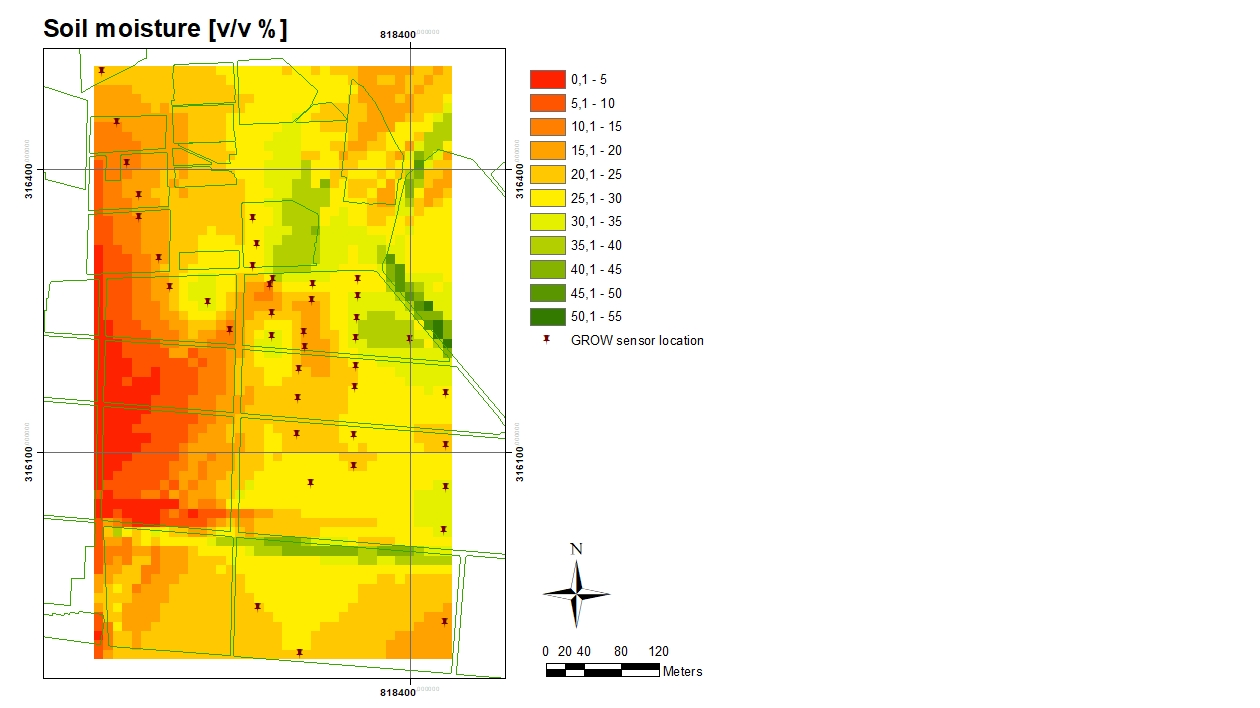 Soil moisture [v/v %]
818400
0,1 - 5
5,1 - 10
10,1 - 15
15,1 - 20
20,1 - 25
25,1 - 30
30,1 - 35
35,1 - 40
40,1 - 45
45,1 - 50
50,1 - 55
GROW sensor location
316400
316400
316100
316100
N
0 20 40 80 120
Meters
818400